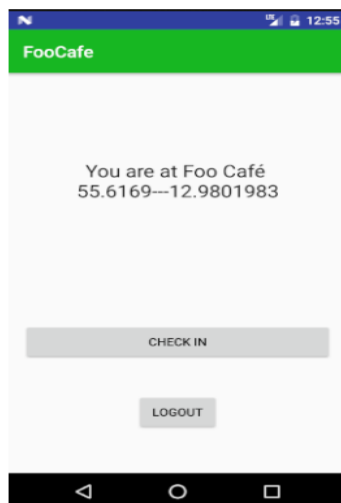 12:55
FooCafe
You are at Foo Café
55.6169---12.9801983
CHECK IN
LOGOUT